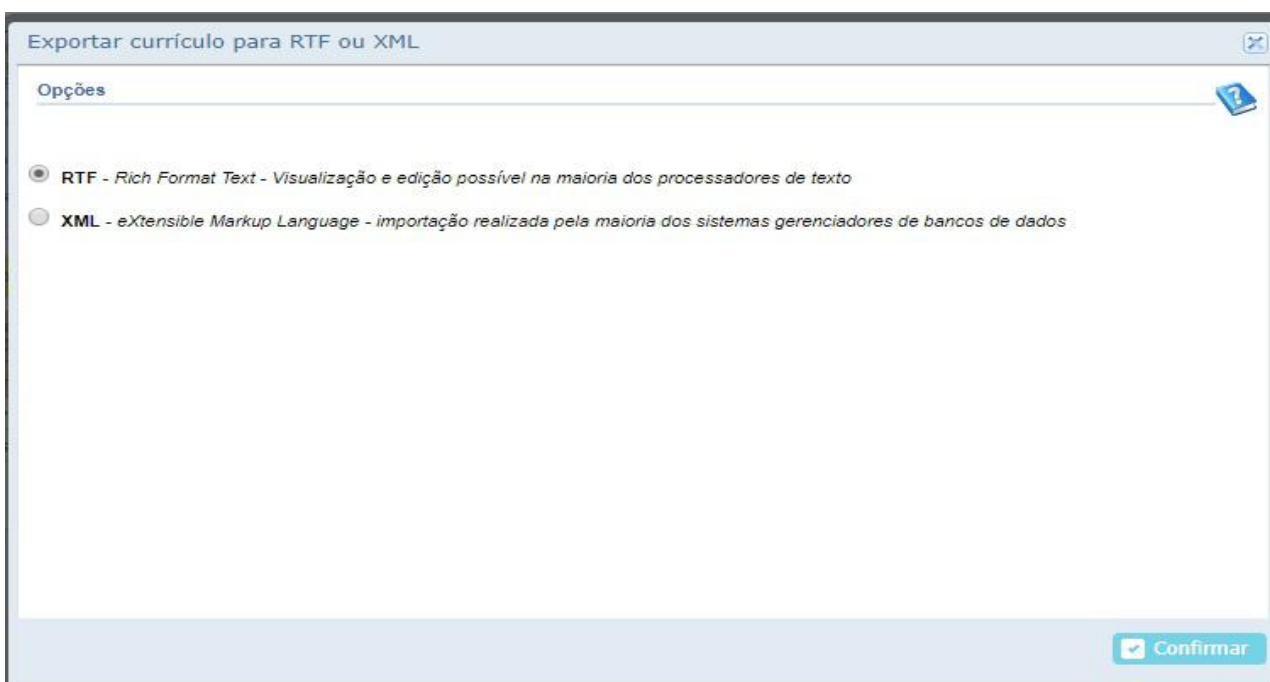 Exportar currículo para RTF ou XML
Opções
?
RTF - Rich Format Text - Visualização e edição possível na maioria dos processadores de texto
XML - eXtensible Markup Language - importação realizada pela maioria dos sistemas gerenciadores de bancos de dados
Confirmar